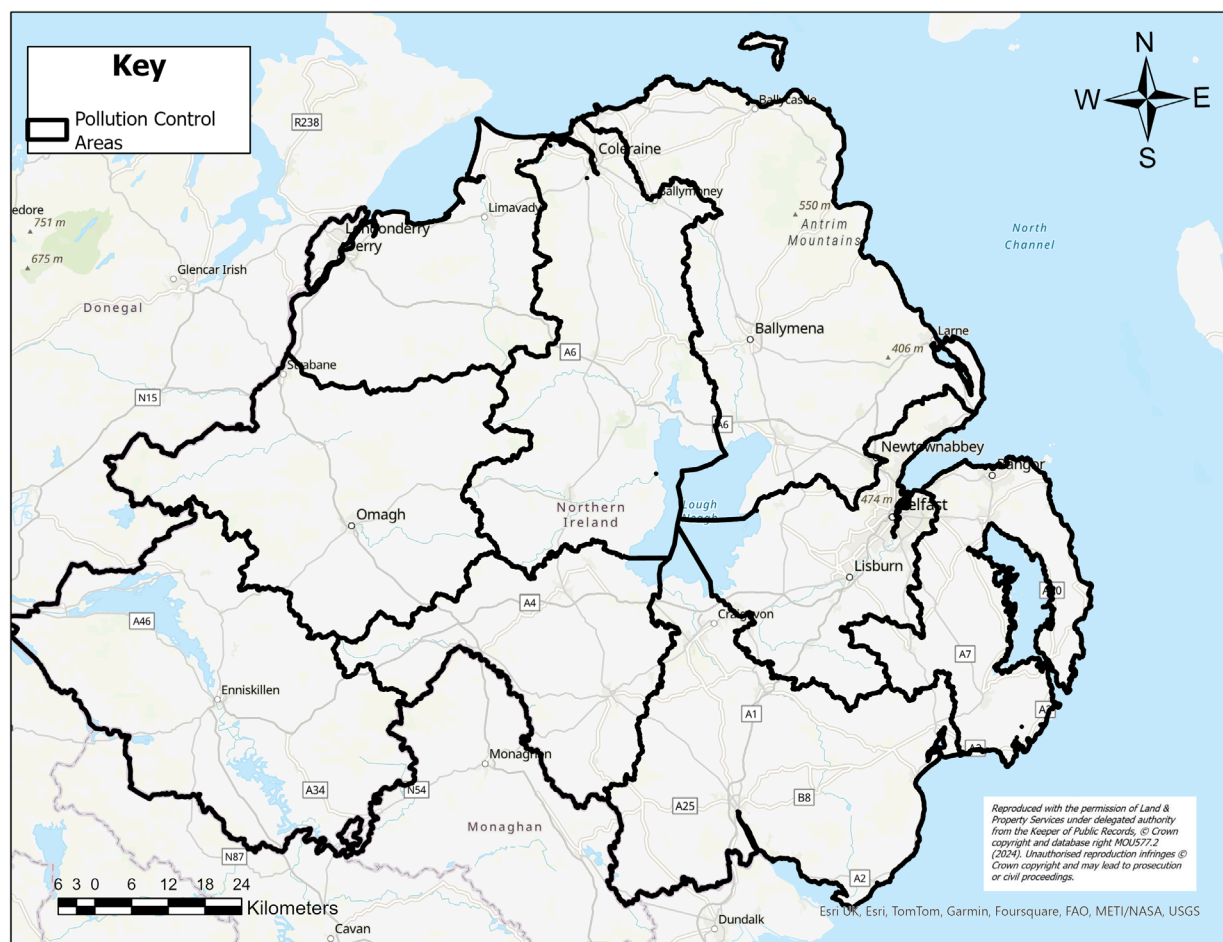 Key
Pollution Control
Areas
N
W
E
S
R238
Ballycastle
Coleraine
edore
751 m
675 m
Limavady
Ballymoney
550 m
Antrim
Mountains
North
Channel
Londonderry
Derry
Glencar Irish
Donegal
Ballymena
Larne
406 m
A6
Strabane
N15
A6
Newtownabbey
Bangor
474 m
Belfast
Lough
Neagh
Northern
Ireland
Omagh
Lisburn
A20
A4
A46
Craigavon
A7
Enniskillen
A1
A2
A2
Monaghan
A34
N54
A25
B8
Monaghan
N87
A2
Dundalk
Cavan
6 3 0 6 12 18 24
Kilometers
Reproduced with the permission of Land &
Property Services under delegated authority
from the Keeper of Public Records, © Crown
copyright and database right MOU577.2
(2024). Unauthorised reproduction infringes ©
Crown copyright and may lead to prosecution
or civil proceedings.
Esri UK, Esri, TomTom, Garmin, Foursquare, FAO, METI/NASA, USGS